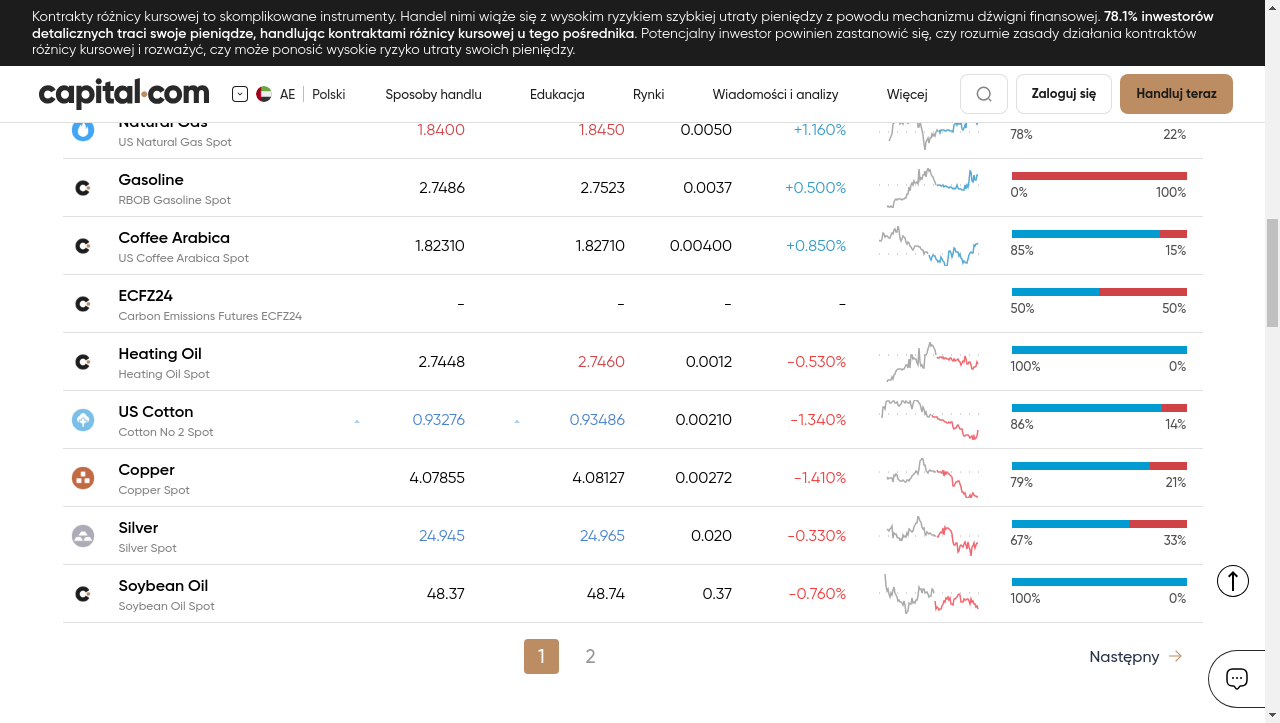 Kontrakty różnicy kursowej to skomplikowane instrumenty. Handel nimi wiąże się z wysokim ryzykiem szybkiej utraty pieniędzy z powodu mechanizmu dźwigni finansowej. 78.1% inwestorów
detalicznych traci swoje pieniądze, handlując kontraktami różnicy kursowej u tego pośrednika. Potencjalny inwestor powinien zastanowić się, czy rozumie zasady działania kontraktów
różnicy kursowej i rozważyć, czy może ponosić wysokie ryzyko utraty swoich pieniędzy.
capital.com AE Polski Sposoby handlu Edukacja Rynki Wiadomości i analizy Więcej Zaloguj się Handluj teraz
Natural Gas 1.8400 1.8450 0.0050 +1.160% 78% 22%
US Natural Gas Spot
Gasoline 2.7486 2.7523 0.0037 +0.500% 0% 100%
RBOB Gasoline Spot
Coffee Arabica 1.82310 1.82710 0.00400 +0.850% 85% 15%
US Coffee Arabica Spot
ECFZ24 – – – – 50% 50%
Carbon Emissions Futures ECFZ24
Heating Oil 2.7448 2.7460 0.0012 -0.530% 100% 0%
Heating Oil Spot
US Cotton 0.93276 0.93486 0.00210 -1.340% 86% 14%
Cotton No 2 Spot
Copper 4.07855 4.08127 0.00272 -1.410% 79% 21%
Copper Spot
Silver 24.945 24.965 0.020 -0.330% 67% 33%
Silver Spot
Soybean Oil 48.37 48.74 0.37 -0.760% 100% 0%
Soybean Oil Spot
1 2 Następny